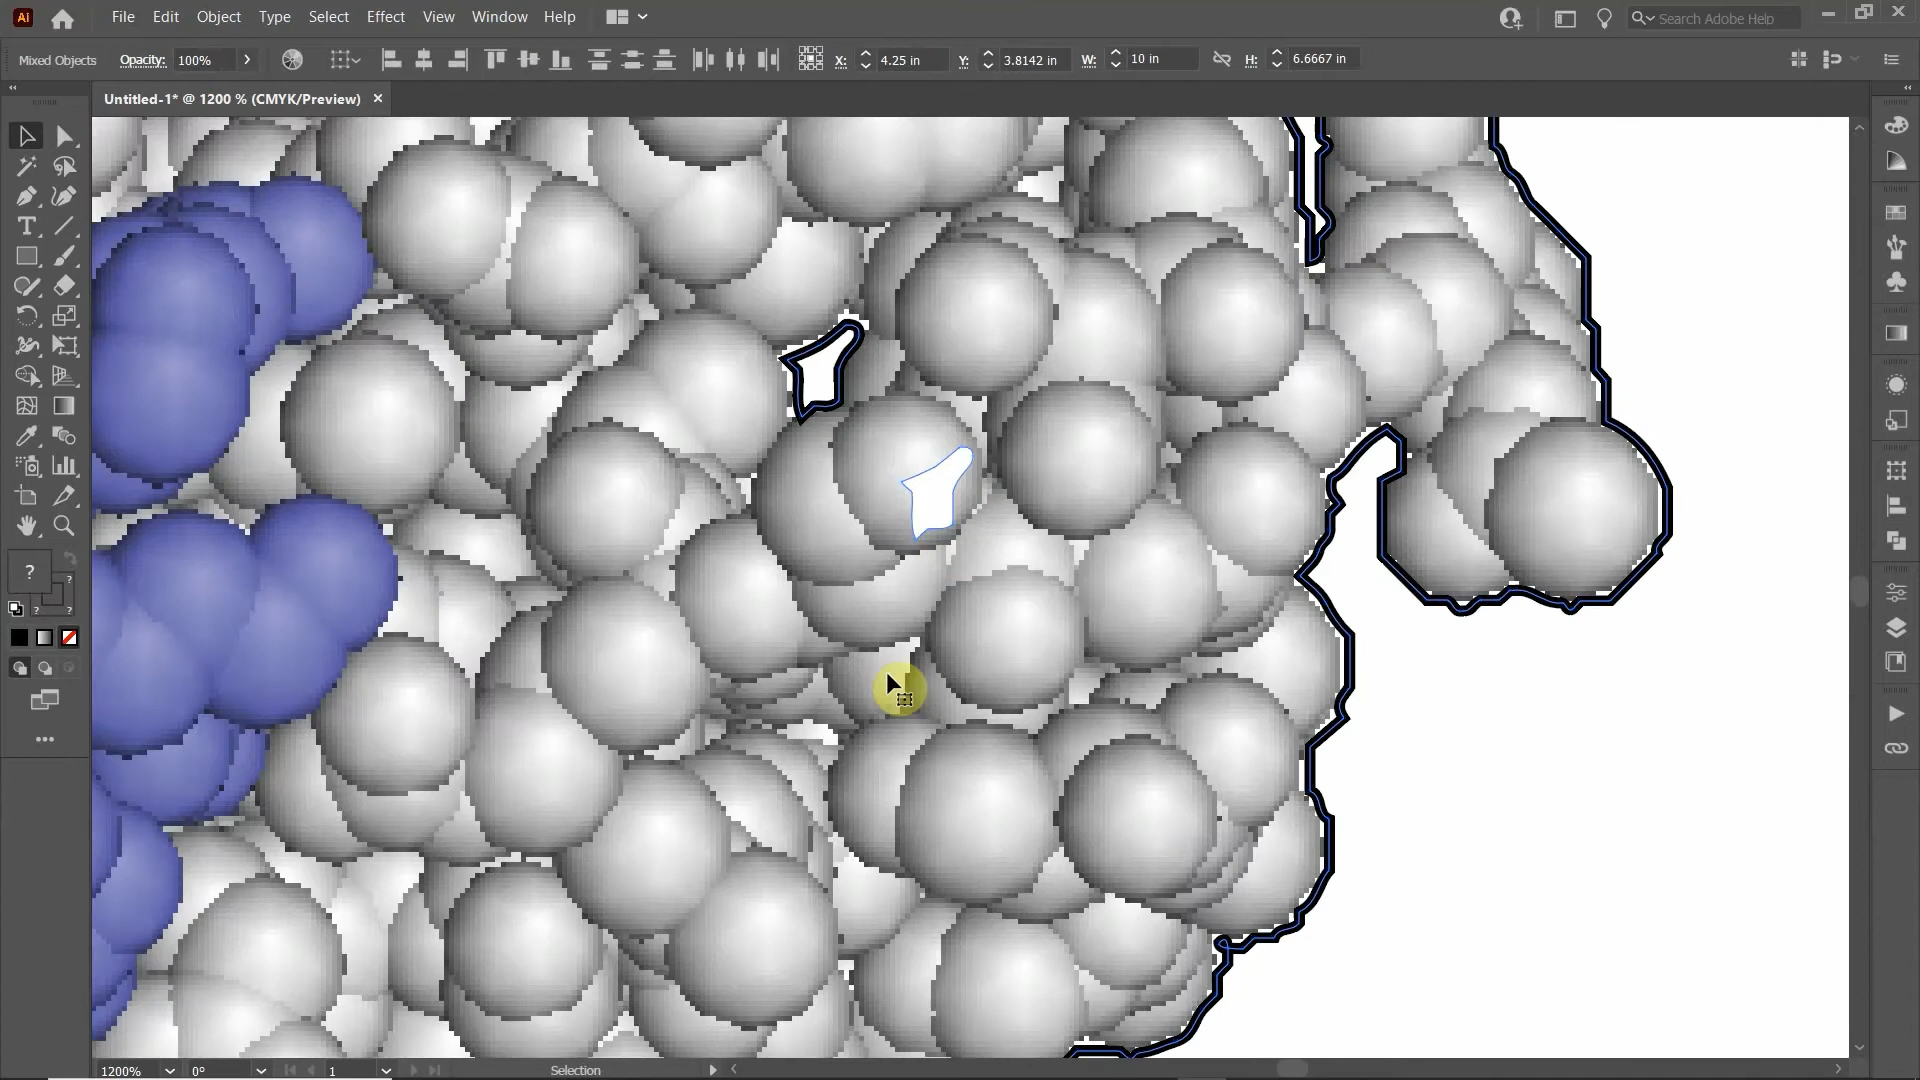 Ai File Edit Object Type Select Effect View Window Help Search Adobe Help
Mixed Objects Opacity: 100% X: 4.25 in Y: 3.8142 in W: 10 in H: 6.6667 in
Untitled-1* @ 1200 % (CMYK/Preview)
?
?
? ?
1200% 0° 1 Selection